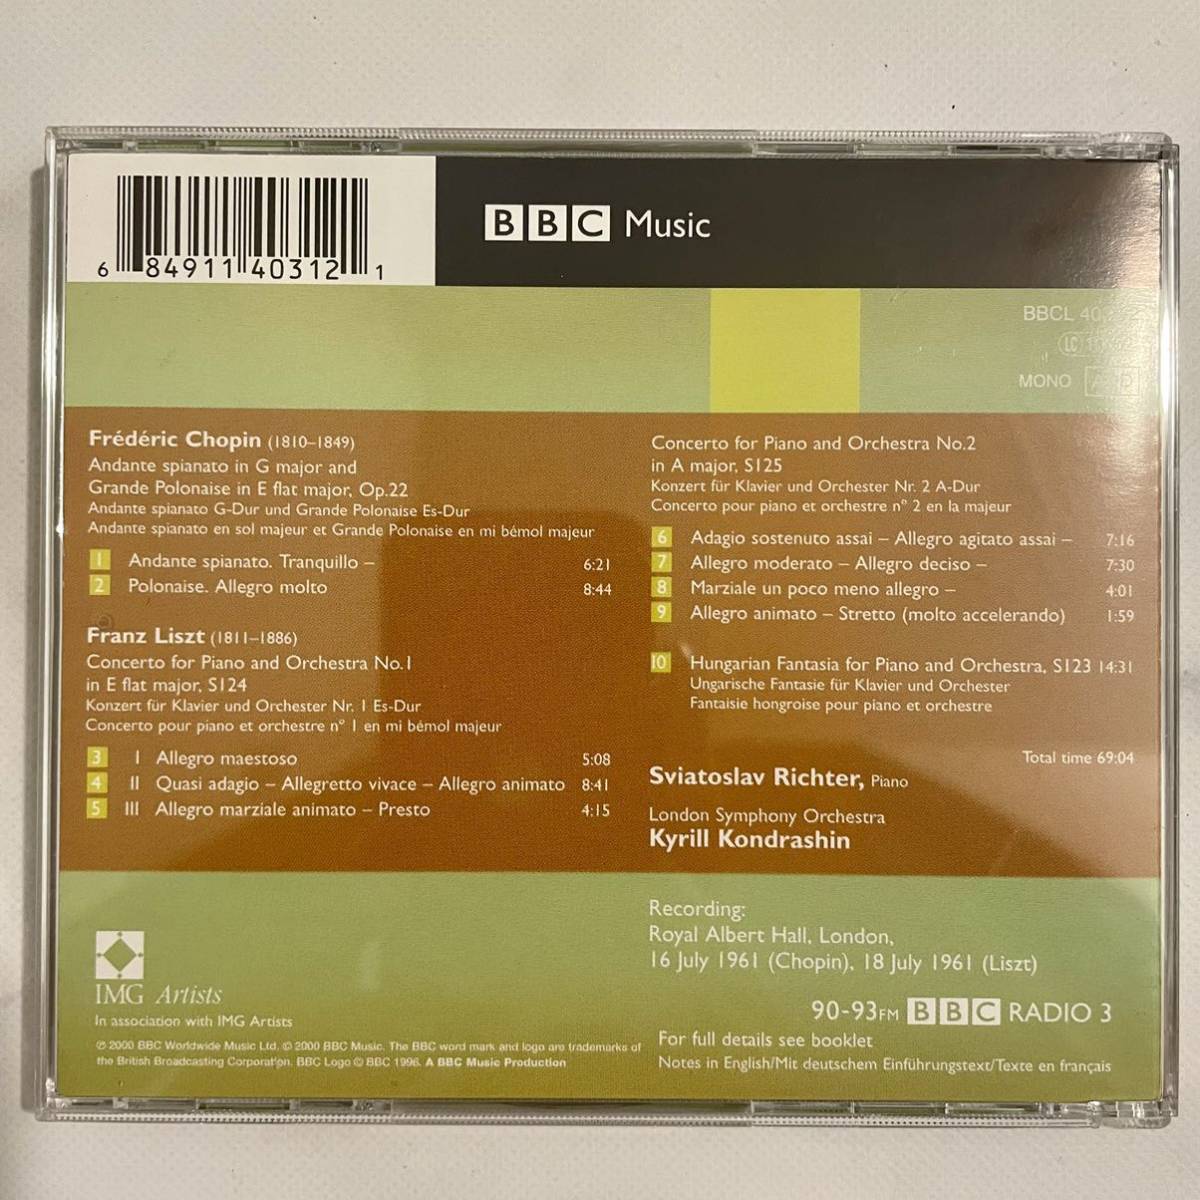 6 84911 40312 1
BBC Music
BBCL
LC
MONO
Frédéric Chopin (1810–1849)
Andante spianato in G major and
Grande Polonaise in E flat major, Op.22
Andante spianato G-Dur und Grande Polonaise Es-Dur
Andante spianato en sol majeur et Grande Polonaise en mi bémol majeur
1 Andante spianato. Tranquillo – 6:21
2 Polonaise. Allegro molto 8:44
Franz Liszt (1811–1886)
Concerto for Piano and Orchestra No.1
in E flat major, S124
Konzert für Klavier und Orchester Nr. 1 Es-Dur
Concerto pour piano et orchestre nº 1 en mi bémol majeur
3 I Allegro maestoso 5:08
4 II Quasi adagio – Allegretto vivace – Allegro animato 8:41
5 III Allegro marziale animato – Presto 4:15
Concerto for Piano and Orchestra No.2
in A major, S125
Konzert für Klavier und Orchester Nr. 2 A-Dur
Concerto pour piano et orchestre nº 2 en la majeur
6 Adagio sostenuto assai – Allegro agitato assai – 7:16
7 Allegro moderato – Allegro deciso – 7:30
8 Marziale un poco meno allegro – 4:01
9 Allegro animato – Stretto (molto accelerando) 1:59
10 Hungarian Fantasia for Piano and Orchestra, S123 14:31
Ungarische Fantasie für Klavier und Orchester
Fantaisie hongroise pour piano et orchestre
Total time 69:04
Sviatoslav Richter, Piano
London Symphony Orchestra
Kyrill Kondrashin
Recording:
Royal Albert Hall, London,
16 July 1961 (Chopin), 18 July 1961 (Liszt)
90-93FM BBC RADIO 3
For full details see booklet
Notes in English/Mit deutschem Einführungstext/Texte en français
IMG Artists
In association with IMG Artists
℗ 2000 BBC Worldwide Music Ltd. © 2000 BBC Music. The BBC word mark and logo are trademarks of
the British Broadcasting Corporation. BBC Logo © BBC 1996. A BBC Music Production